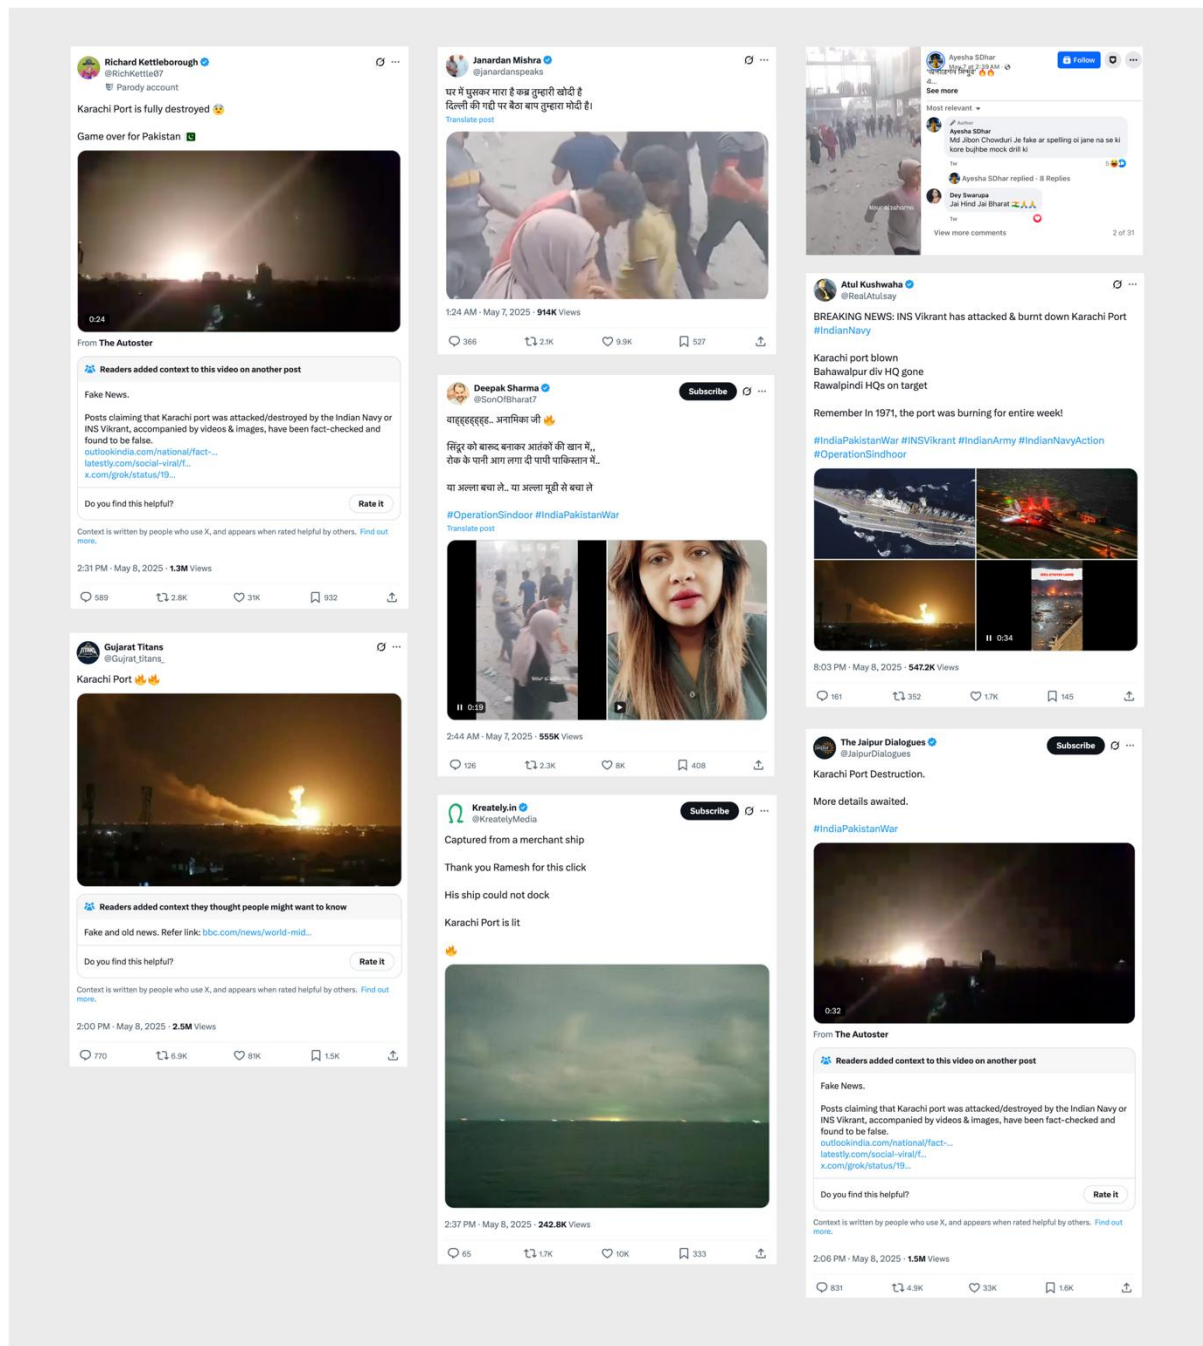 Richard Kettleborough
@RichKettle07
Parody account
Karachi Port is fully destroyed 😨
Game over for Pakistan 🇵🇰
0:24
From The Autoster
Readers added context to this video on another post
Fake News.
Posts claiming that Karachi port was attacked/destroyed by the Indian Navy or
INS Vikrant, accompanied by videos & images, have been fact-checked and
found to be false.
outlookindia.com/national/fact-...
latestly.com/social-viral/f...
x.com/grok/status/19...
Do you find this helpful?
Rate it
Context is written by people who use X, and appears when rated helpful by others. Find out
more.
2:31 PM · May 8, 2025 · 1.3M Views
589 2.8K 31K 932
Gujarat Titans
@Gujrat_titans_
Karachi Port 🔥🔥
Readers added context they thought people might want to know
Fake and old news. Refer link: bbc.com/news/world-mid...
Do you find this helpful?
Rate it
Context is written by people who use X, and appears when rated helpful by others. Find out
more.
2:00 PM · May 8, 2025 · 2.5M Views
770 6.9K 81K 1.5K
Janardan Mishra
@janardanspeaks
घर में घुसकर मारा है कब्र तुम्हारी खोदी है
दिल्ली की गद्दी पर बैठा बाप तुम्हारा मोदी है।
Translate post
1:24 AM · May 7, 2025 · 914K Views
366 2.1K 9.9K 527
Deepak Sharma
@SonOfBharat7
Subscribe
वाहहहहहहह.. अनामिका जी 🔥
सिंदूर को बारूद बनाकर आतंकों की खान में,,
रोक के पानी आग लगा दी पापी पाकिस्तान में..
या अल्ला बचा ले.. या अल्ला मूडी से बचा ले
#OperationSindoor #IndiaPakistanWar
Translate post
0:19
2:44 AM · May 7, 2025 · 555K Views
126 2.3K 8K 408
Kreately.in
@KreatelyMedia
Subscribe
Captured from a merchant ship
Thank you Ramesh for this click
His ship could not dock
Karachi Port is lit
🔥
2:37 PM · May 8, 2025 · 242.8K Views
65 1.7K 10K 333
Ayesha SDhar
May 7 at 2:39 AM
Follow
4...
See more
Most relevant
Author
Ayesha SDhar
Md Jibon Chowduri Je fake ar spelling oi jane na se ki
kore bujhbe mock drill ki
1w
5
Ayesha SDhar replied · 8 Replies
Dey Swarupa
Jai Hind Jai Bharat 🇮🇳🙏🙏
1w
View more comments
2 of 31
Atul Kushwaha
@RealAtulsay
BREAKING NEWS: INS Vikrant has attacked & burnt down Karachi Port
#IndianNavy
Karachi port blown
Bahawalpur div HQ gone
Rawalpindi HQs on target
Remember In 1971, the port was burning for entire week!
#IndiaPakistanWar #INSVikrant #IndianArmy #IndianNavyAction
#OperationSindhoor
0:34
8:03 PM · May 8, 2025 · 547.2K Views
161 352 1.7K 145
The Jaipur Dialogues
@JaipurDialogues
Subscribe
Karachi Port Destruction.
More details awaited.
#IndiaPakistanWar
0:32
From The Autoster
Readers added context to this video on another post
Fake News.
Posts claiming that Karachi port was attacked/destroyed by the Indian Navy or
INS Vikrant, accompanied by videos & images, have been fact-checked and
found to be false.
outlookindia.com/national/fact-...
latestly.com/social-viral/f...
x.com/grok/status/19...
Do you find this helpful?
Rate it
Context is written by people who use X, and appears when rated helpful by others. Find out
more.
2:06 PM · May 8, 2025 · 1.5M Views
831 4.9K 33K 1.6K